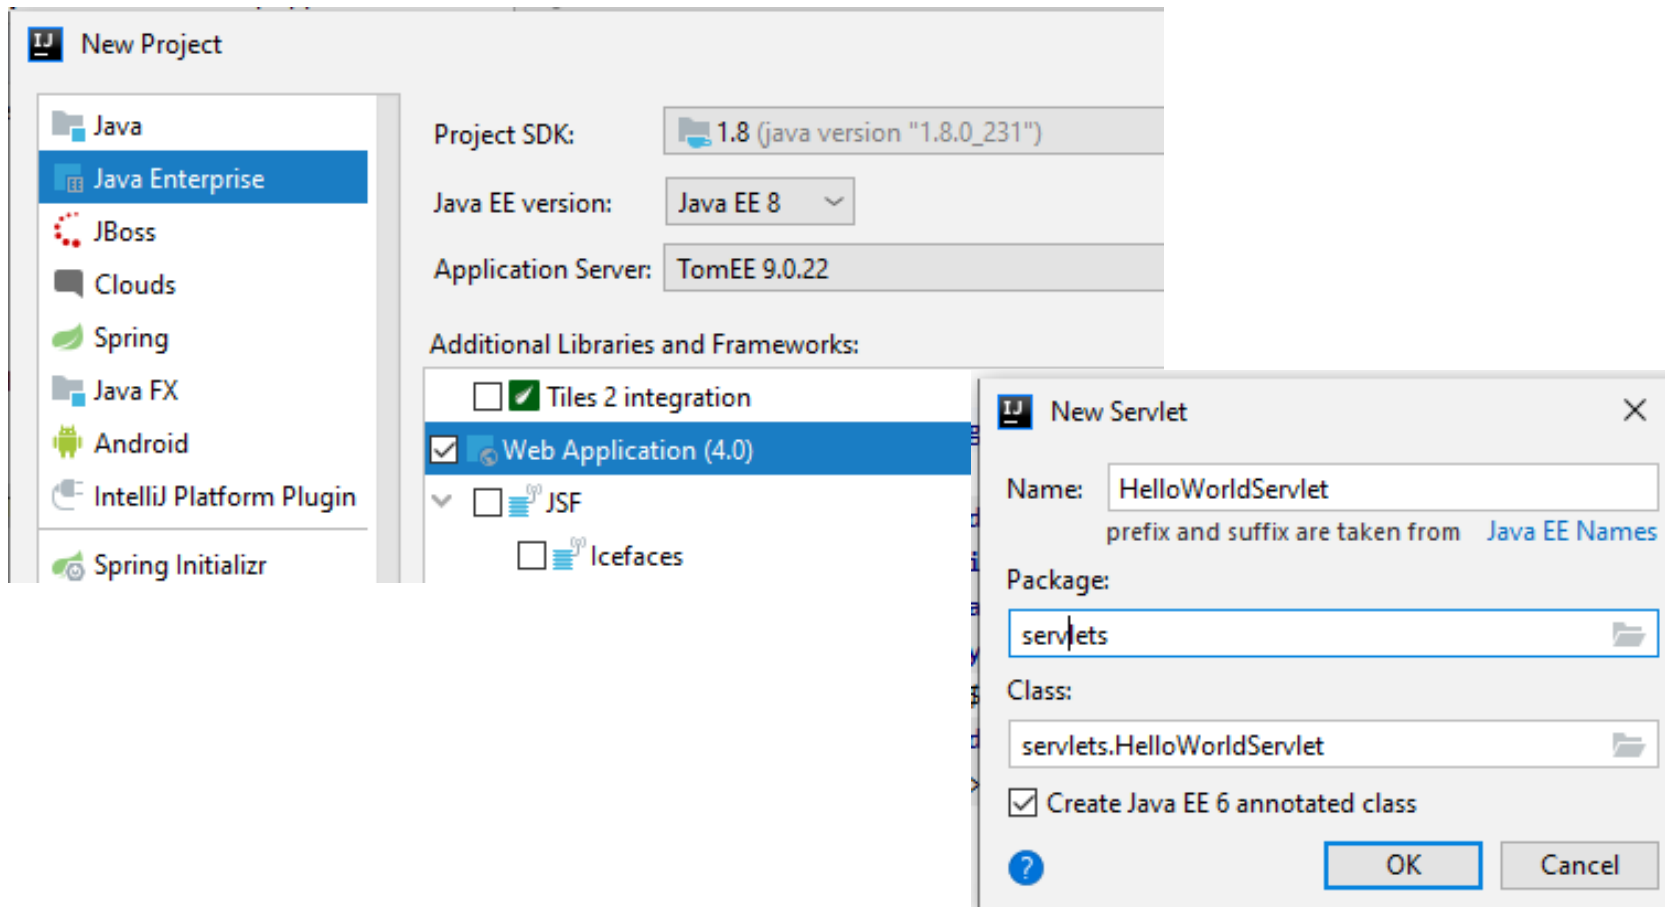 New Project
Java
Java Enterprise
JBoss
Clouds
Spring
Java FX
Android
IntelliJ Platform Plugin
Spring Initializr
Project SDK: 1.8 (java version "1.8.0_231")
Java EE version: Java EE 8
Application Server: TomEE 9.0.22
Additional Libraries and Frameworks:
Tiles 2 integration
Web Application (4.0)
JSF
Icefaces
New Servlet
Name: HelloWorldServlet
prefix and suffix are taken from Java EE Names
Package:
servlets
Class:
servlets.HelloWorldServlet
Create Java EE 6 annotated class
? OK Cancel